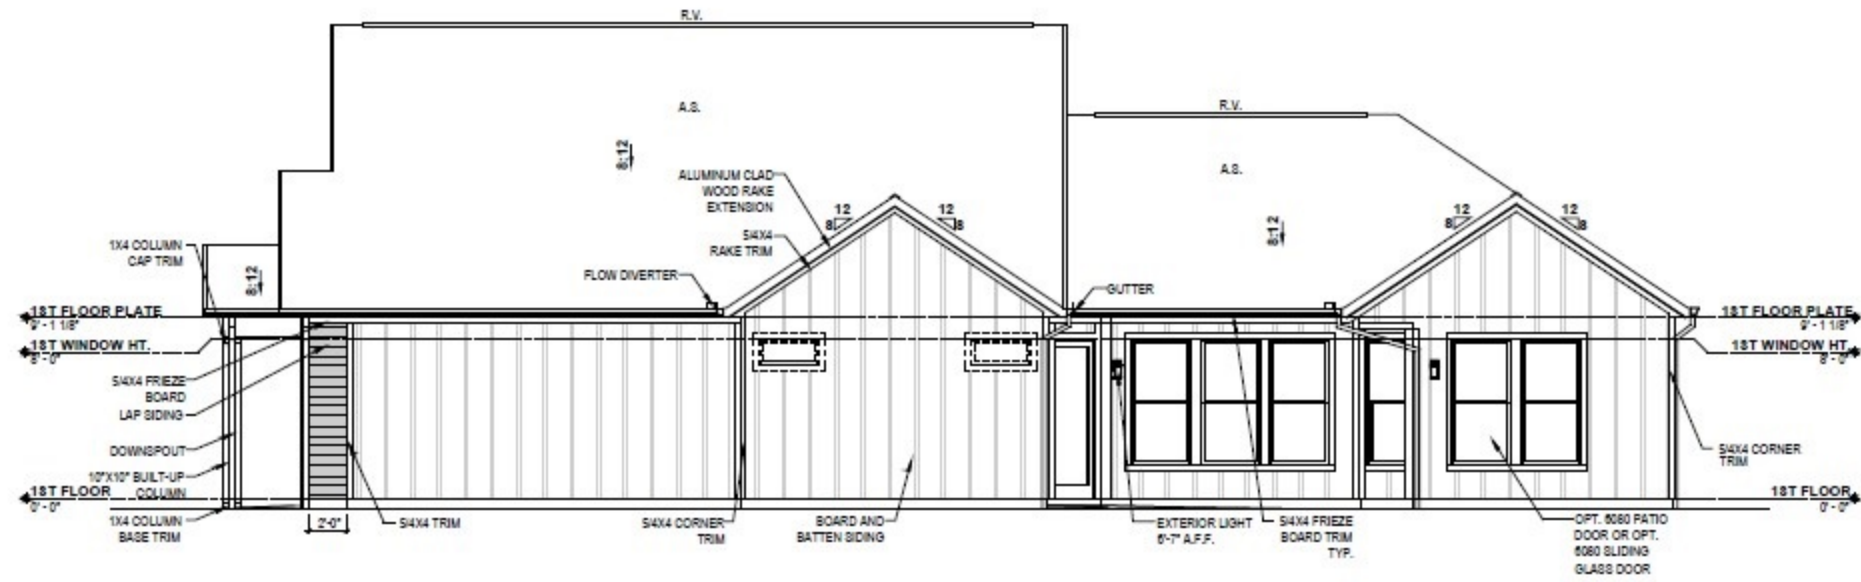 R.V.
A.S.
8:12
R.V.
A.S.
8:12
ALUMINUM CLAD
WOOD RAKE
EXTENSION
12
8
12
8
12
8
12
8
5/4X4
RAKE TRIM
1X4 COLUMN
CAP TRIM
8:12
FLOW DIVERTER
GUTTER
1ST FLOOR PLATE
9' - 1 1/8"
1ST WINDOW HT.
8' - 0"
1ST FLOOR PLATE
9' - 1 1/8"
1ST WINDOW HT.
8' - 0"
5/4X4 FRIEZE
BOARD
LAP SIDING
DOWNSPOUT
10"X10" BUILT-UP
COLUMN
1ST FLOOR
0' - 0"
1X4 COLUMN
BASE TRIM
2'-0"
5/4X4 TRIM
5/4X4 CORNER
TRIM
BOARD AND
BATTEN SIDING
EXTERIOR LIGHT
6'-7" A.F.F.
5/4X4 FRIEZE
BOARD TRIM
TYP.
OPT. 6080 PATIO
DOOR OR OPT.
6080 SLIDING
GLASS DOOR
5/4X4 CORNER
TRIM
1ST FLOOR
0' - 0"